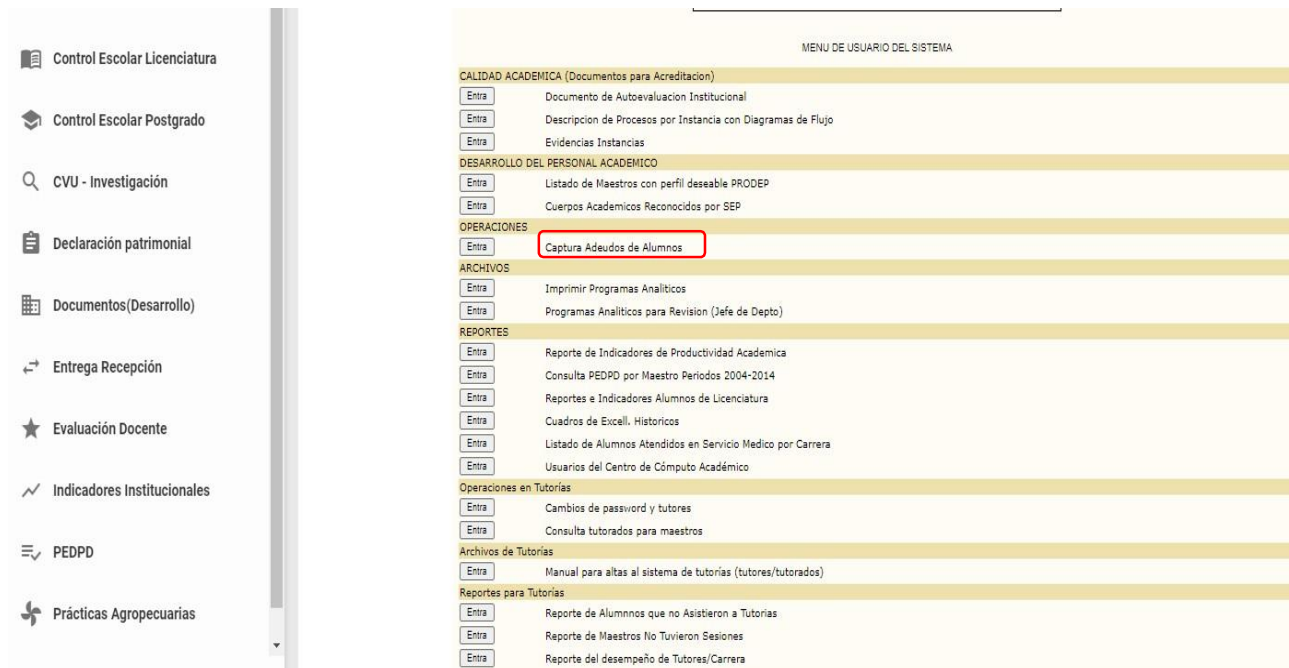 Control Escolar Licenciatura
Control Escolar Postgrado
CVU - Investigación
Declaración patrimonial
Documentos(Desarrollo)
Entrega Recepción
Evaluación Docente
Indicadores Institucionales
PEDPD
Prácticas Agropecuarias
MENU DE USUARIO DEL SISTEMA
CALIDAD ACADEMICA (Documentos para Acreditacion)
Entra Documento de Autoevaluacion Institucional
Entra Descripcion de Procesos por Instancia con Diagramas de Flujo
Entra Evidencias Instancias
DESARROLLO DEL PERSONAL ACADEMICO
Entra Listado de Maestros con perfil deseable PRODEP
Entra Cuerpos Academicos Reconocidos por SEP
OPERACIONES
Entra Captura Adeudos de Alumnos
ARCHIVOS
Entra Imprimir Programas Analiticos
Entra Programas Analiticos para Revision (Jefe de Depto)
REPORTES
Entra Reporte de Indicadores de Productividad Academica
Entra Consulta PEDPD por Maestro Periodos 2004-2014
Entra Reportes e Indicadores Alumnos de Licenciatura
Entra Cuadros de Excell. Historicos
Entra Listado de Alumnos Atendidos en Servicio Medico por Carrera
Entra Usuarios del Centro de Cómputo Académico
Operaciones en Tutorías
Entra Cambios de password y tutores
Entra Consulta tutorados para maestros
Archivos de Tutorías
Entra Manual para altas al sistema de tutorías (tutores/tutorados)
Reportes para Tutorías
Entra Reporte de Alumnnos que no Asistieron a Tutorias
Entra Reporte de Maestros No Tuvieron Sesiones
Entra Reporte del desempeño de Tutores/Carrera